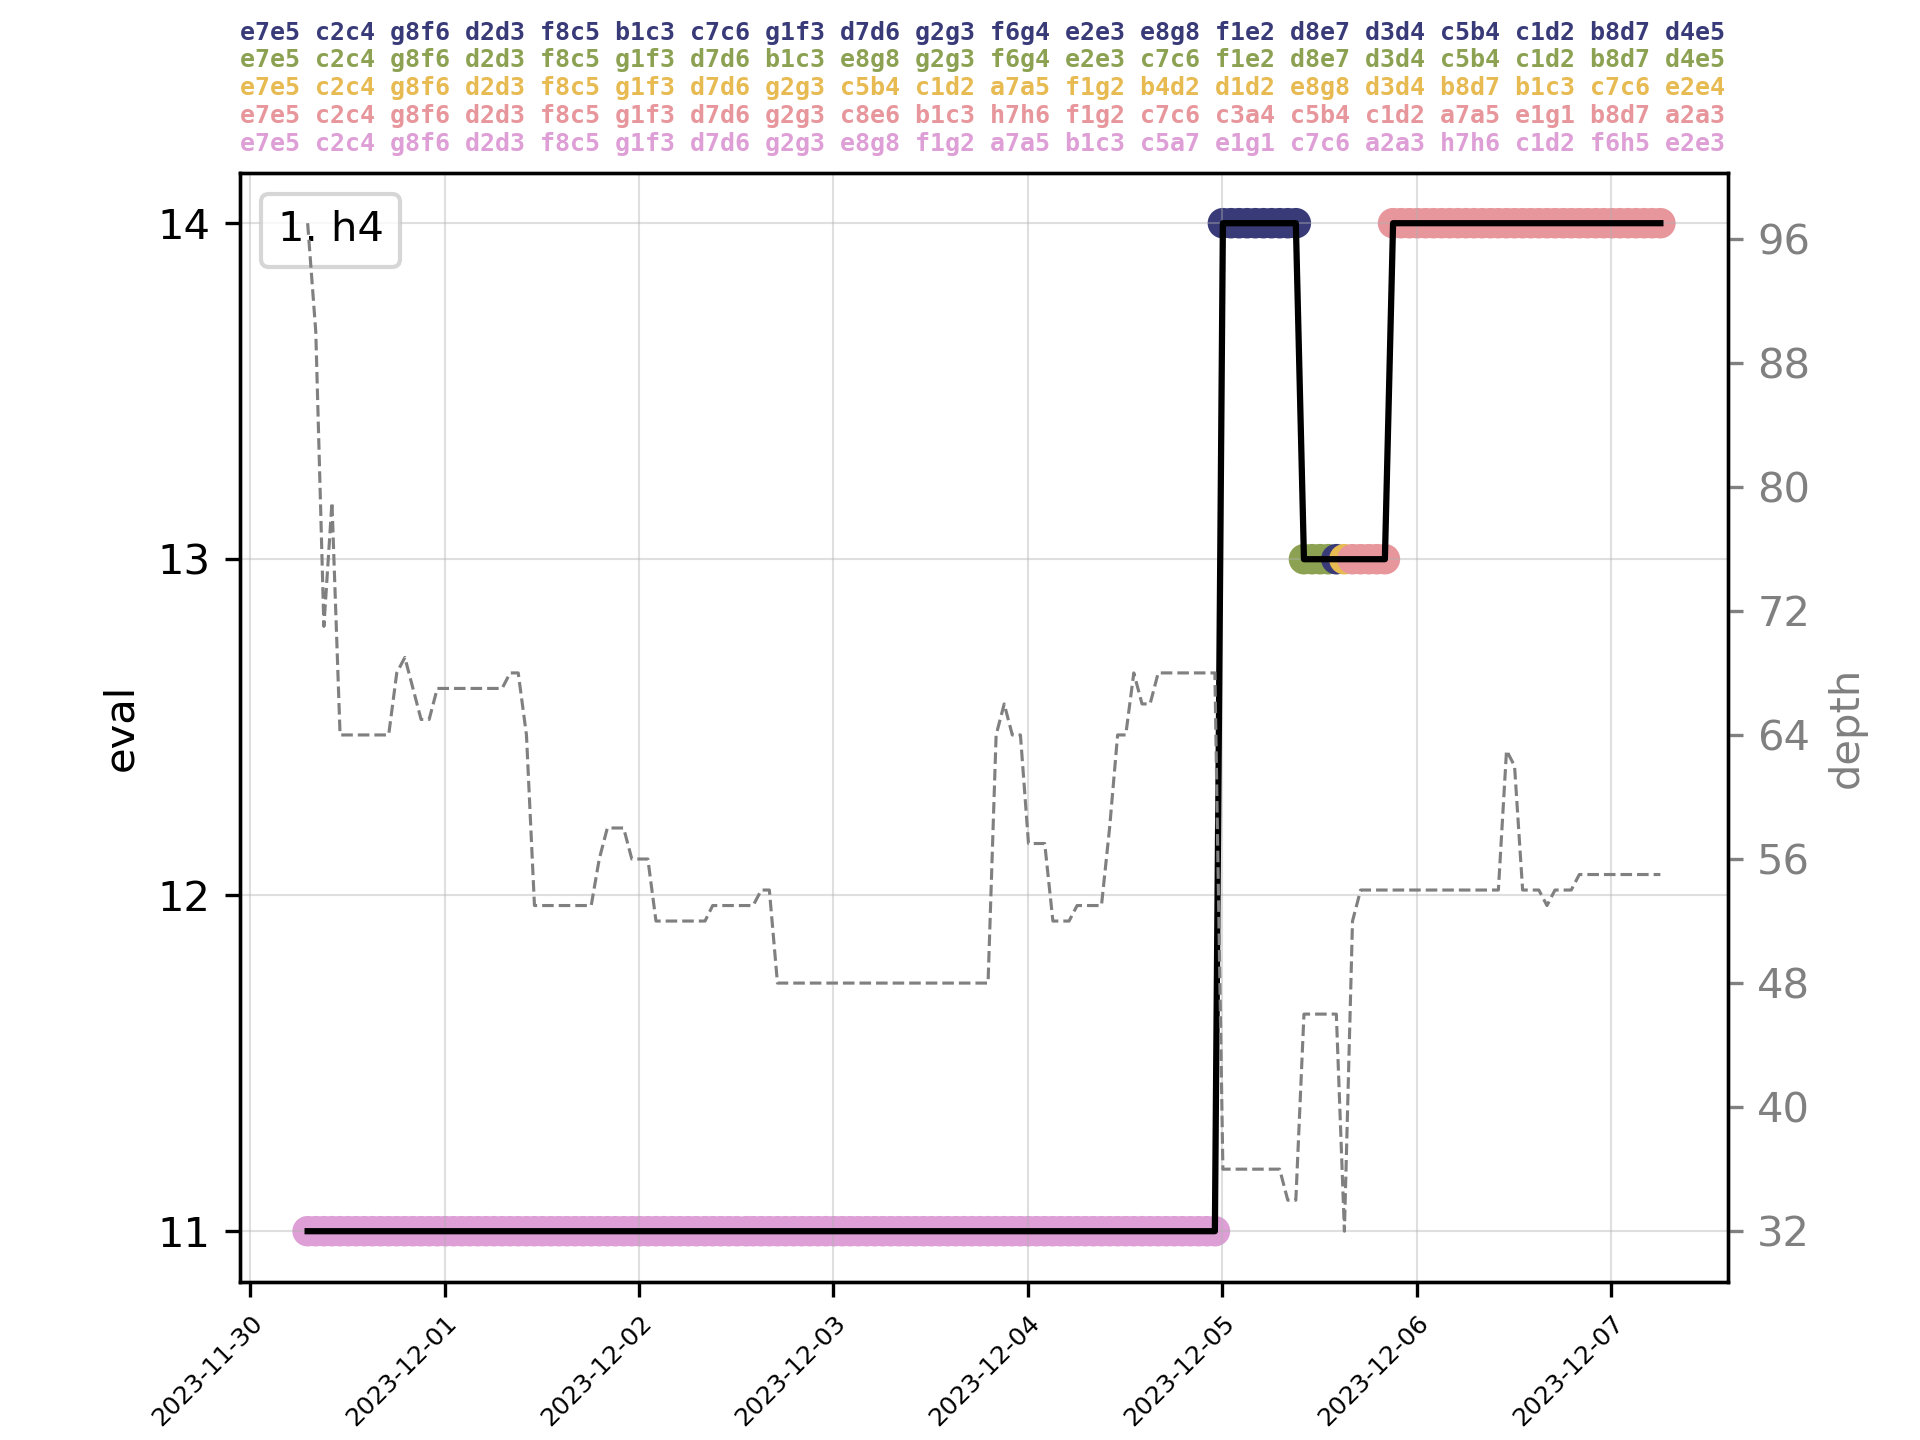 e7e5 c2c4 g8f6 d2d3 f8c5 b1c3 c7c6 g1f3 d7d6 g2g3 f6g4 e2e3 e8g8 f1e2 d8e7 d3d4 c5b4 c1d2 b8d7 d4e5
e7e5 c2c4 g8f6 d2d3 f8c5 g1f3 d7d6 b1c3 e8g8 g2g3 f6g4 e2e3 c7c6 f1e2 d8e7 d3d4 c5b4 c1d2 b8d7 d4e5
e7e5 c2c4 g8f6 d2d3 f8c5 g1f3 d7d6 g2g3 c5b4 c1d2 a7a5 f1g2 b4d2 d1d2 e8g8 d3d4 b8d7 b1c3 c7c6 e2e4
e7e5 c2c4 g8f6 d2d3 f8c5 g1f3 d7d6 g2g3 c8e6 b1c3 h7h6 f1g2 c7c6 c3a4 c5b4 c1d2 a7a5 e1g1 b8d7 a2a3
e7e5 c2c4 g8f6 d2d3 f8c5 g1f3 d7d6 g2g3 e8g8 f1g2 a7a5 b1c3 c5a7 e1g1 c7c6 a2a3 h7h6 c1d2 f6h5 e2e3
1. h4
14
13
12
11
eval
96
88
80
72
64
56
48
40
32
depth
2023-11-30
2023-12-01
2023-12-02
2023-12-03
2023-12-04
2023-12-05
2023-12-06
2023-12-07